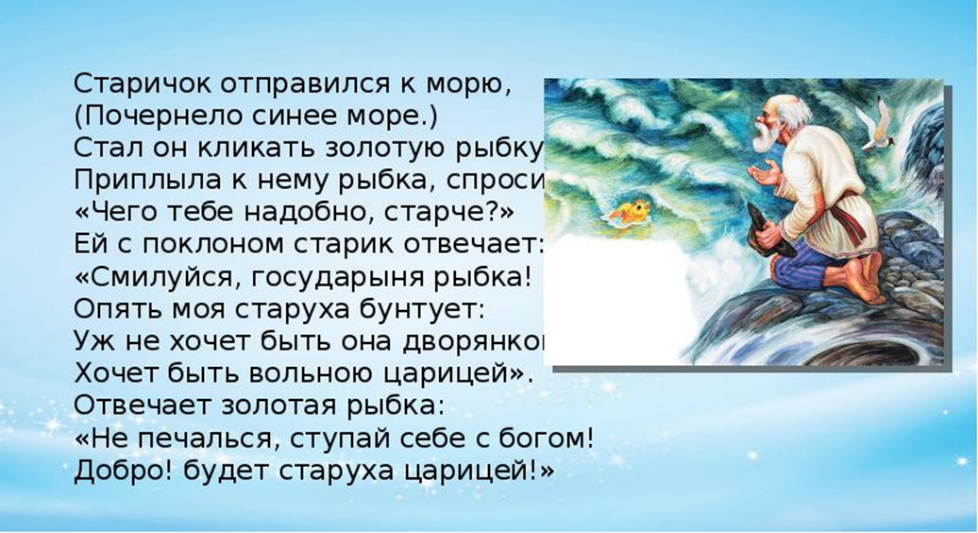 Старичок отправился к морю,
(Почернело синее море.)
Стал он кликать золотую рыбку
Приплыла к нему рыбка,
«Чего тебе надобно, старче?»
Ей с поклоном старик отвечает:
«Смилуйся, государыня рыбка!
Опять моя старуха бунтует:
Уж не хочет быть она
Хочет быть вольною царицей».
Отвечает золотая рыбка:
«Не печалься, ступай себе с богом!
Добро! будет старуха царицей!»